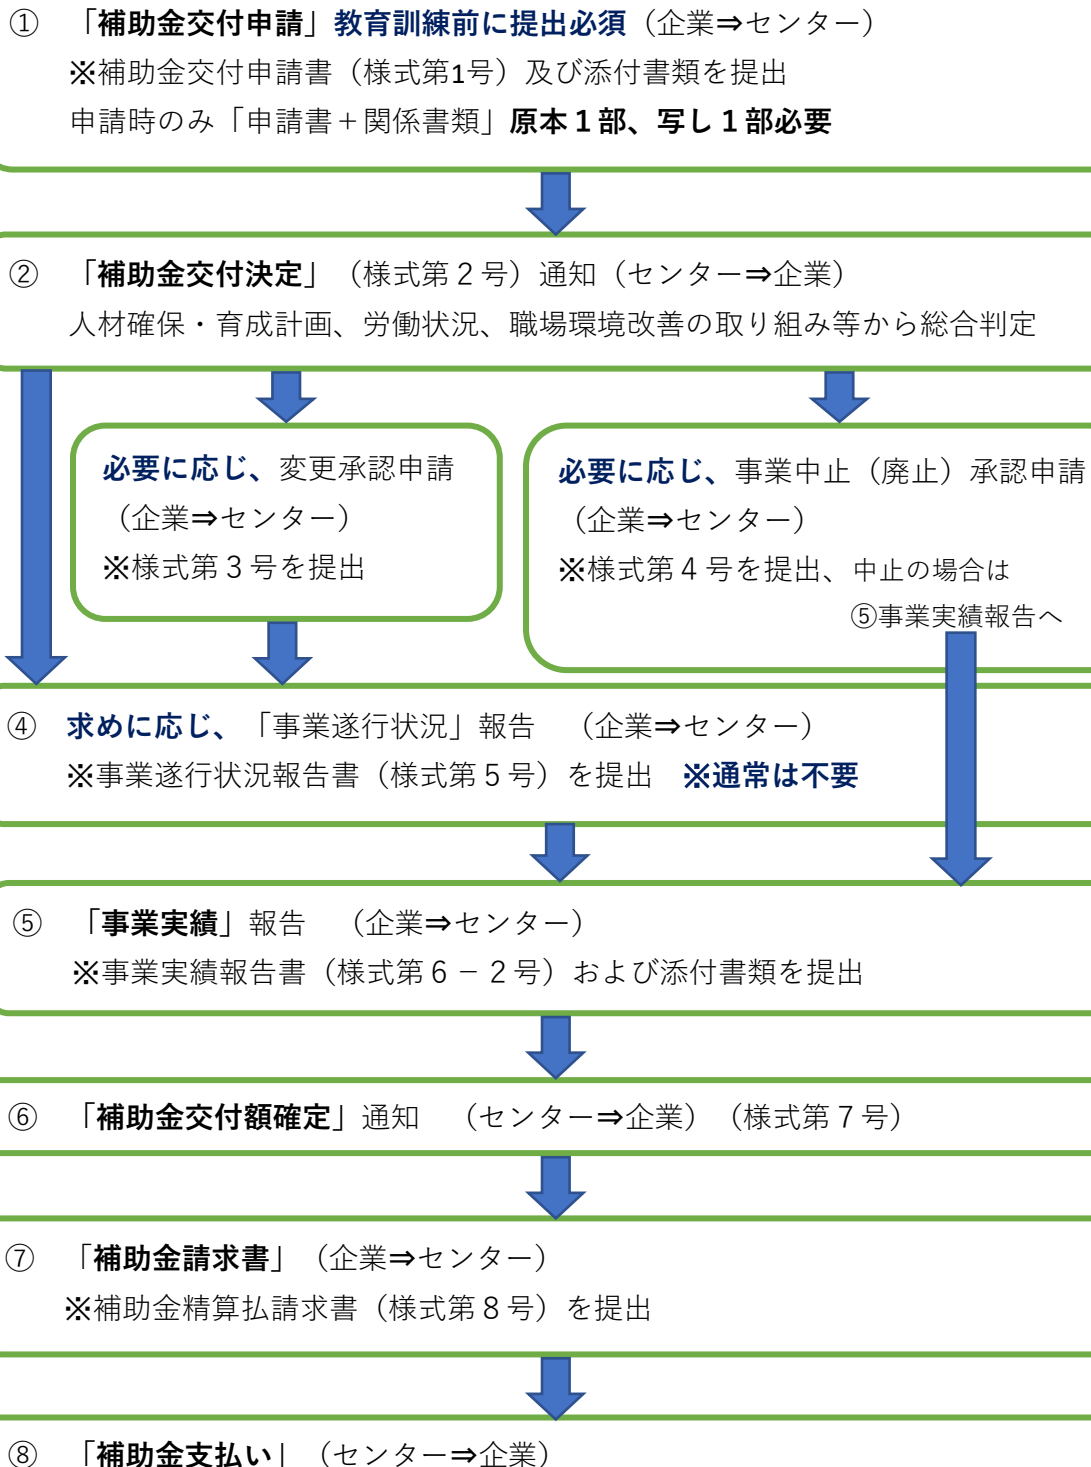 ① 「補助金交付申請」教育訓練前に提出必須（企業⇒センター）
※補助金交付申請書（様式第1号）及び添付書類を提出
申請時のみ「申請書＋関係書類」原本１部、写し１部必要
② 「補助金交付決定」（様式第２号）通知（センター⇒企業）
人材確保・育成計画、労働状況、職場環境改善の取り組み等から総合判定
必要に応じ、変更承認申請
（企業⇒センター）
※様式第３号を提出
必要に応じ、事業中止（廃止）承認申請
（企業⇒センター）
※様式第４号を提出、中止の場合は
⑤事業実績報告へ
④ 求めに応じ、「事業遂行状況」報告 （企業⇒センター）
※事業遂行状況報告書（様式第５号）を提出 ※通常は不要
⑤ 「事業実績」報告 （企業⇒センター）
※事業実績報告書（様式第６－２号）および添付書類を提出
⑥ 「補助金交付額確定」通知 （センター⇒企業）（様式第７号）
⑦ 「補助金請求書」（企業⇒センター）
※補助金精算払請求書（様式第８号）を提出
⑧ 「補助金支払い」（センター⇒企業）